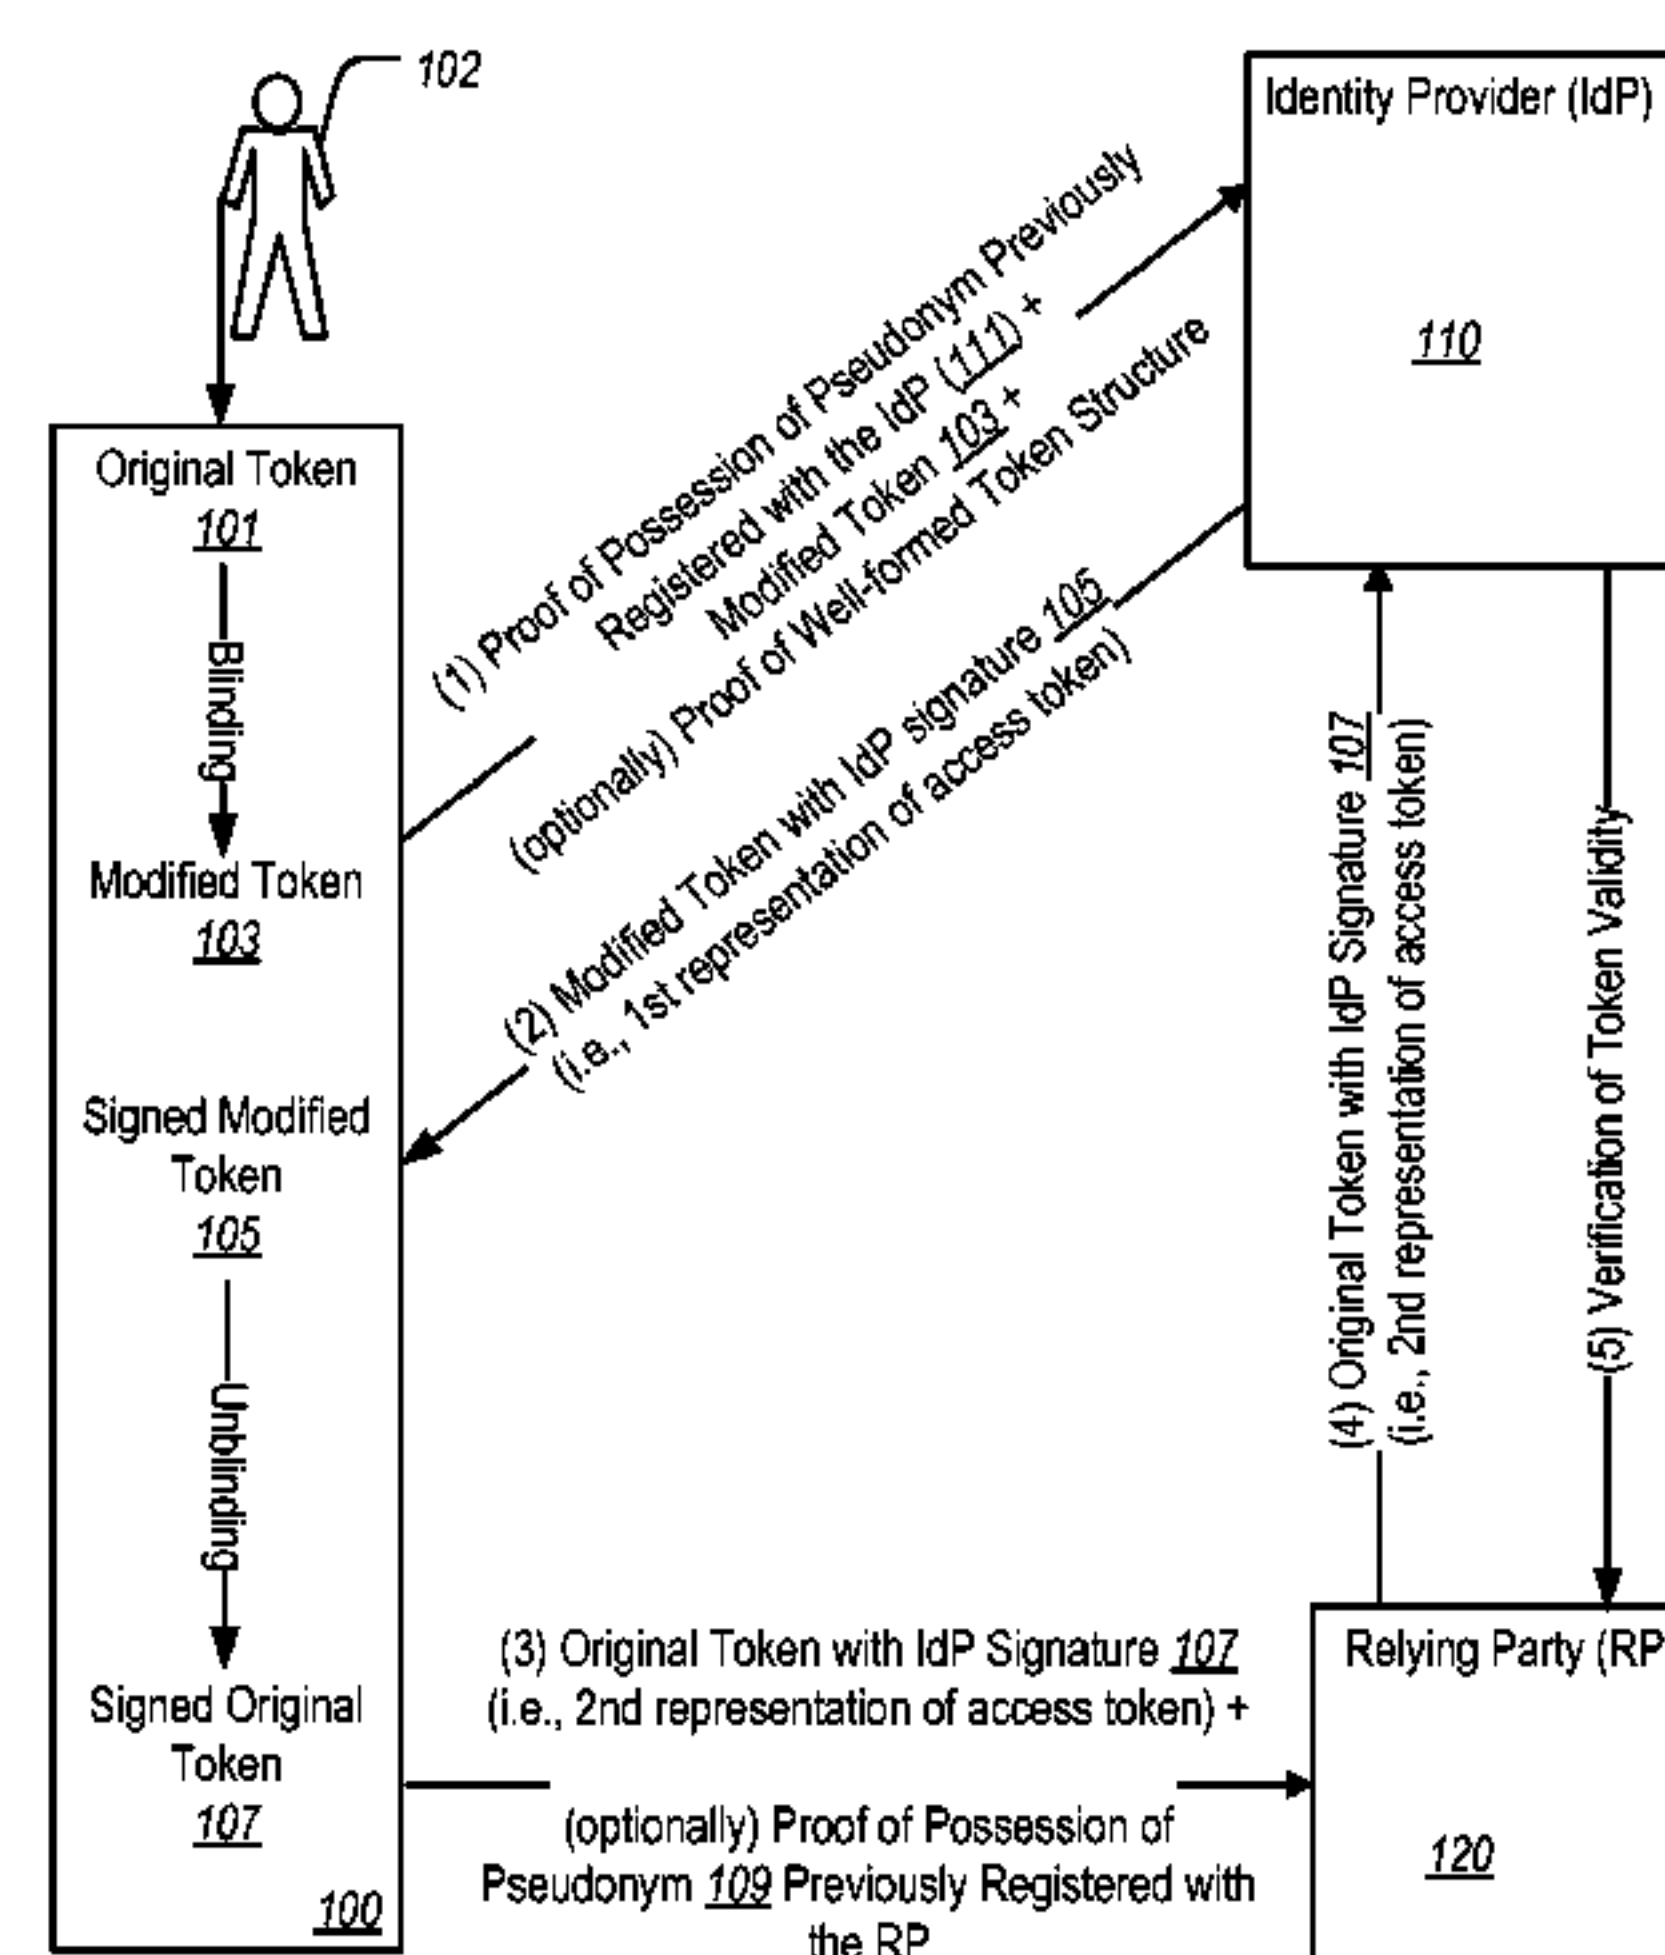 102
Identity Provider (IdP)
110
Original Token
101
Blinding
Modified Token
103
Signed Modified
Token
105
Unblinding
Signed Original
Token
107
100
(1) Proof of Possession of Pseudonym Previously
Registered with the IdP (111) +
Modified Token 103 +
(optionally) Proof of Well-formed Token Structure
(2) Modified Token with IdP signature 105
(i.e., 1st representation of access token)
(3) Original Token with IdP Signature 107
(i.e., 2nd representation of access token) +
(optionally) Proof of Possession of
Pseudonym 109 Previously Registered with
the RP
(4) Original Token with IdP Signature 107
(i.e., 2nd representation of access token)
(5) Verification of Token Validity
Relying Party (RP
120